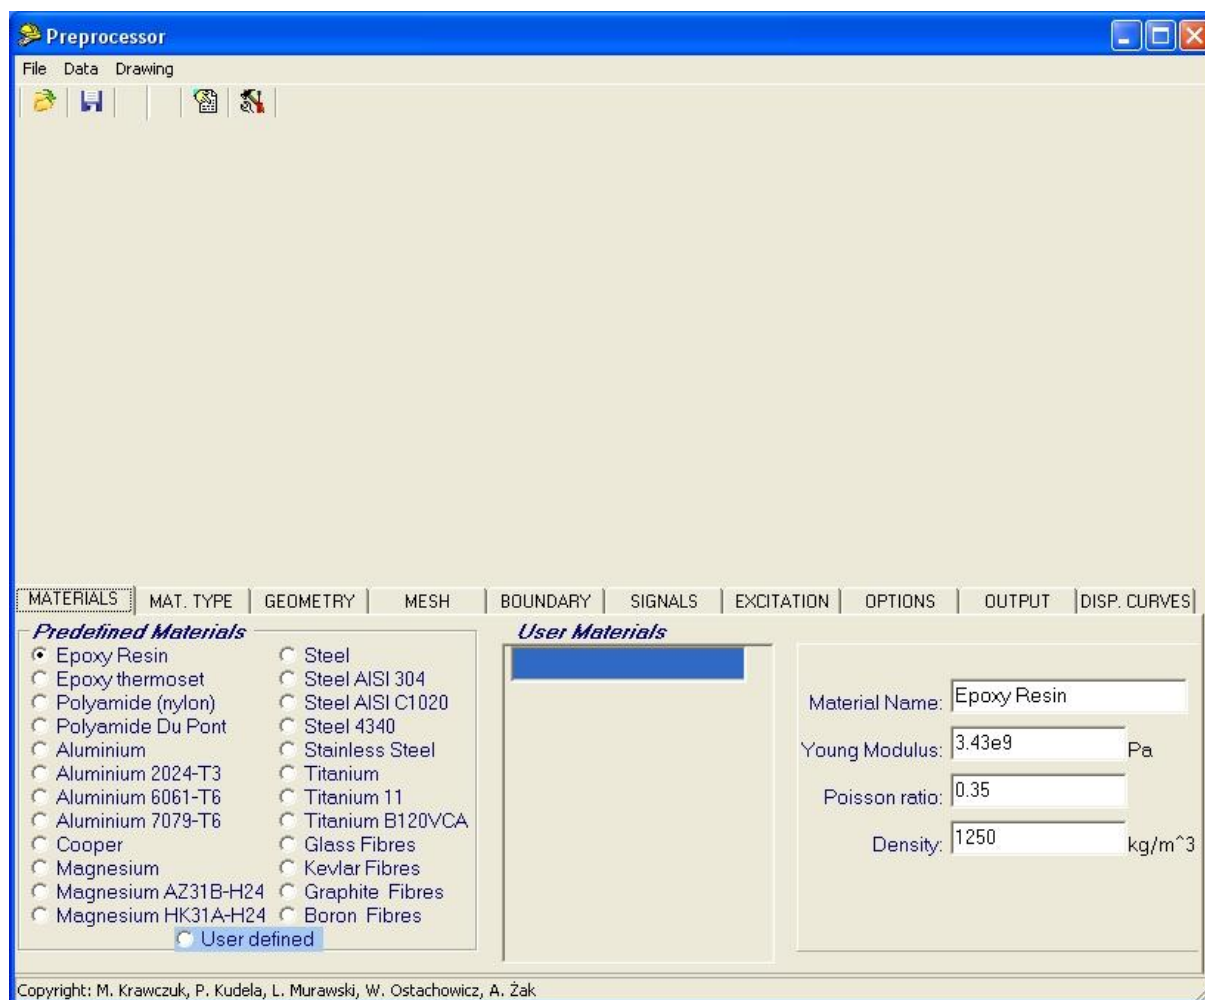 Preprocessor
File Data Drawing
MATERIALS MAT. TYPE GEOMETRY MESH BOUNDARY SIGNALS EXCITATION OPTIONS OUTPUT DISP. CURVES
Predefined Materials
Epoxy Resin
Epoxy thermoset
Polyamide (nylon)
Polyamide Du Pont
Aluminium
Aluminium 2024-T3
Aluminium 6061-T6
Aluminium 7079-T6
Cooper
Magnesium
Magnesium AZ31B-H24
Magnesium HK31A-H24
Steel
Steel AISI 304
Steel AISI C1020
Steel 4340
Stainless Steel
Titanium
Titanium 11
Titanium B120VCA
Glass Fibres
Kevlar Fibres
Graphite Fibres
Boron Fibres
User defined
User Materials
Material Name: Epoxy Resin
Young Modulus: 3.43e9 Pa
Poisson ratio: 0.35
Density: 1250 kg/m^3
Copyright: M. Krawczuk, P. Kudela, L. Murawski, W. Ostachowicz, A. Żak